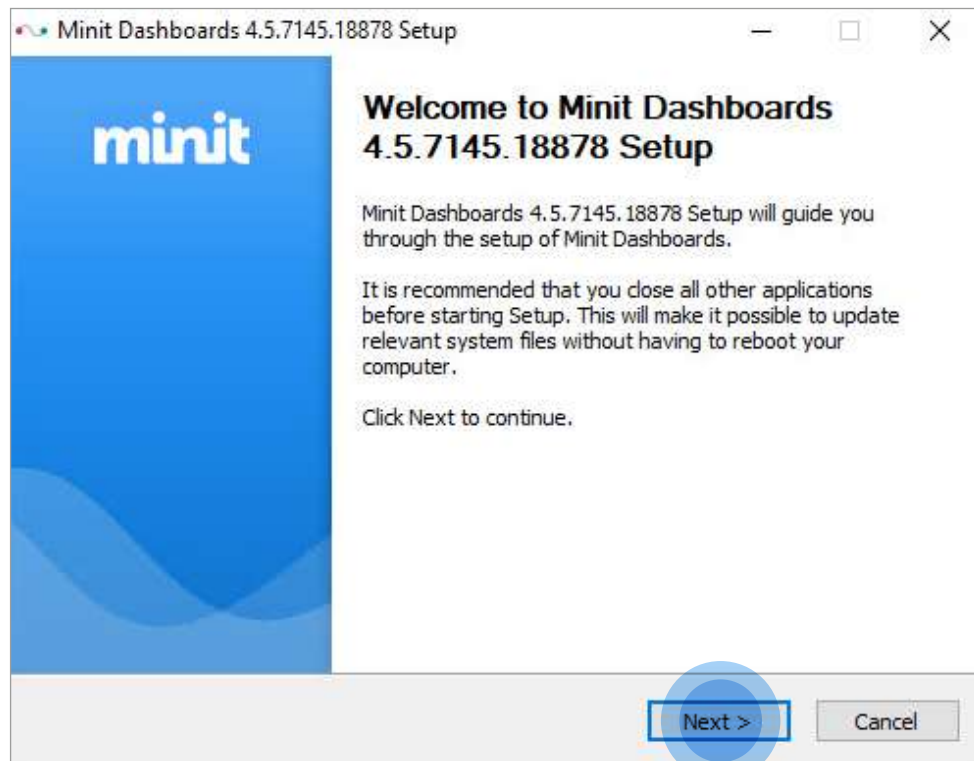 Minit Dashboards 4.5.7145.18878 Setup
minit
Welcome to Minit Dashboards
4.5.7145.18878 Setup
Minit Dashboards 4.5.7145.18878 Setup will guide you
through the setup of Minit Dashboards.
It is recommended that you close all other applications
before starting Setup. This will make it possible to update
relevant system files without having to reboot your
computer.
Click Next to continue.
Next >
Cancel